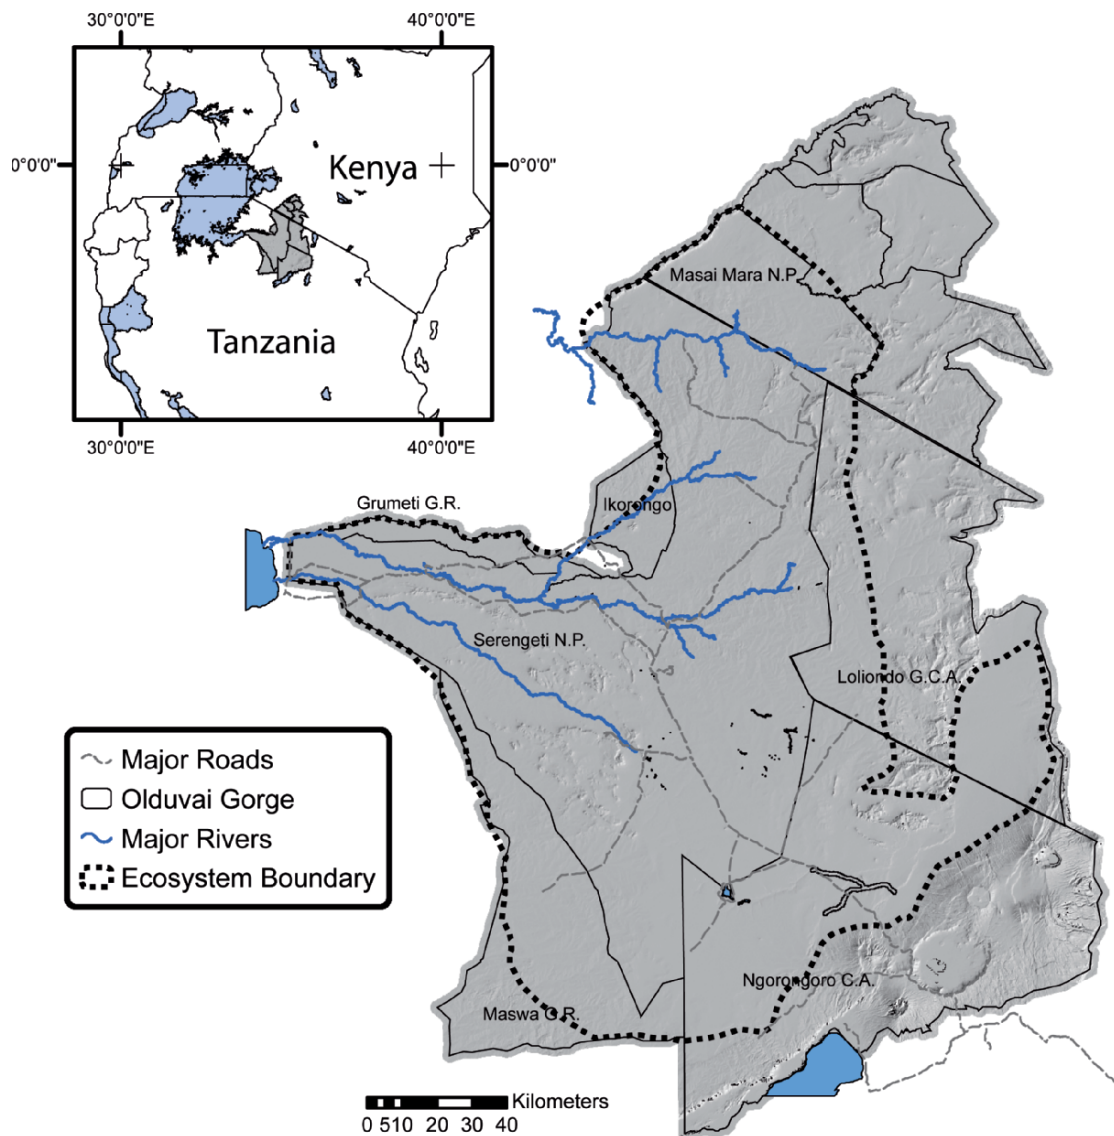 30°0'0"E 40°0'0"E
0°0'0" 0°0'0"
Kenya
Tanzania
30°0'0"E 40°0'0"E
Masai Mara N.P.
Grumeti G.R.
Ikorongo
Serengeti N.P.
Loliondo G.C.A.
Major Roads
Olduvai Gorge
Major Rivers
Ecosystem Boundary
Ngorongoro C.A.
Maswa G.R.
Kilometers
0 510 20 30 40